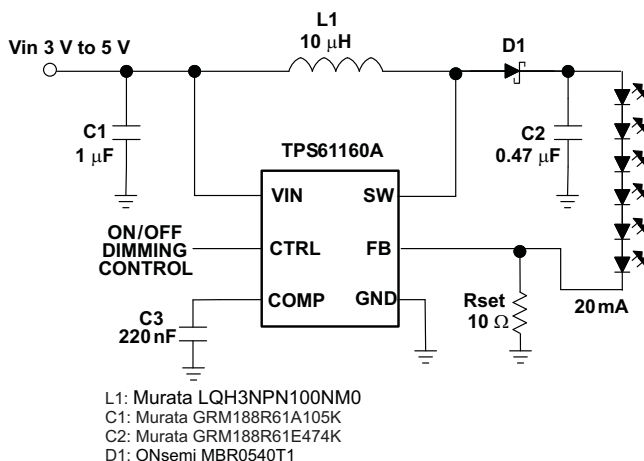 L1
10 μH
Vin 3 V to 5 V
D1
C1
1 μF
C2
0.47 μF
TPS61160A
VIN
SW
ON/OFF
DIMMING
CONTROL
CTRL
FB
COMP
GND
C3
220 nF
Rset
10 Ω
20 mA
L1: Murata LQH3NPN100NM0
C1: Murata GRM188R61A105K
C2: Murata GRM188R61E474K
D1: ONsemi MBR0540T1